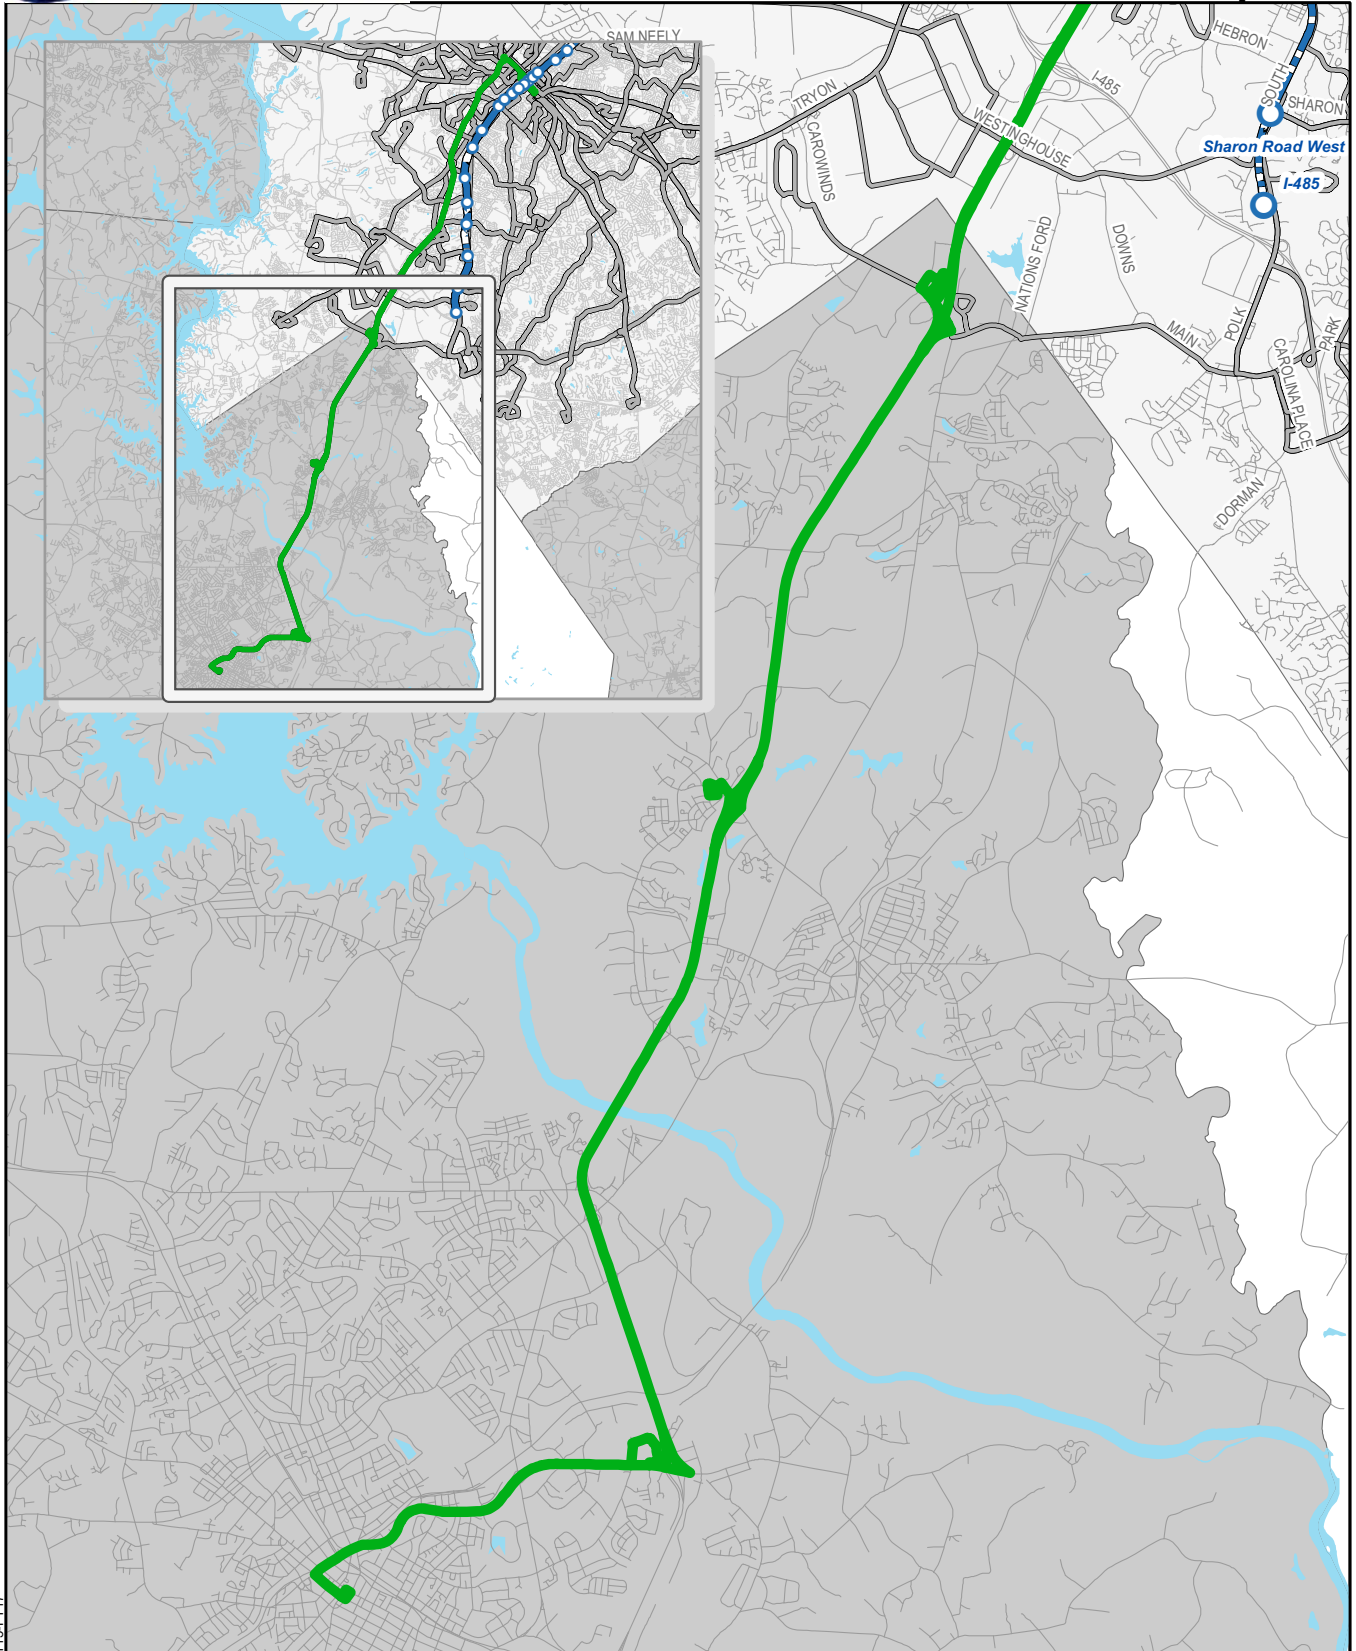 SAM NEELY
HEBRON
I-485
SOUTH
TRYON
SHARON
CAROWINDS
WESTINGHOUSE
Sharon Road West
I-485
NATIONS FORD
DOWNS
MAIN
POLK
PARK
CAROLINA PLACE
DORMAN